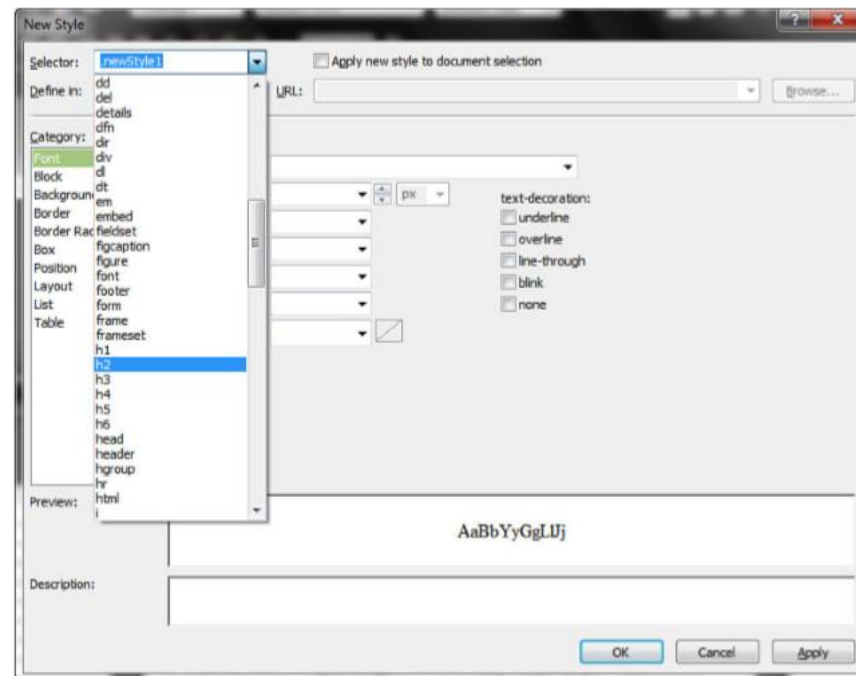 New Style
Selector: .newStyle1 Apply new style to document selection
Define in: URL: Browse...
Category:
Font
Block
Background
Border
Border Rad
Box
Position
Layout
List
Table
dd
del
details
dfn
dir
div
dl
dt
em
embed
fieldset
figcaption
figure
font
footer
form
frame
frameset
h1
h2
h3
h4
h5
h6
head
header
hgroup
hr
html
i
px
text-decoration:
underline
overline
line-through
blink
none
Preview:
AaBbYyGgLlJj
Description:
OK Cancel Apply